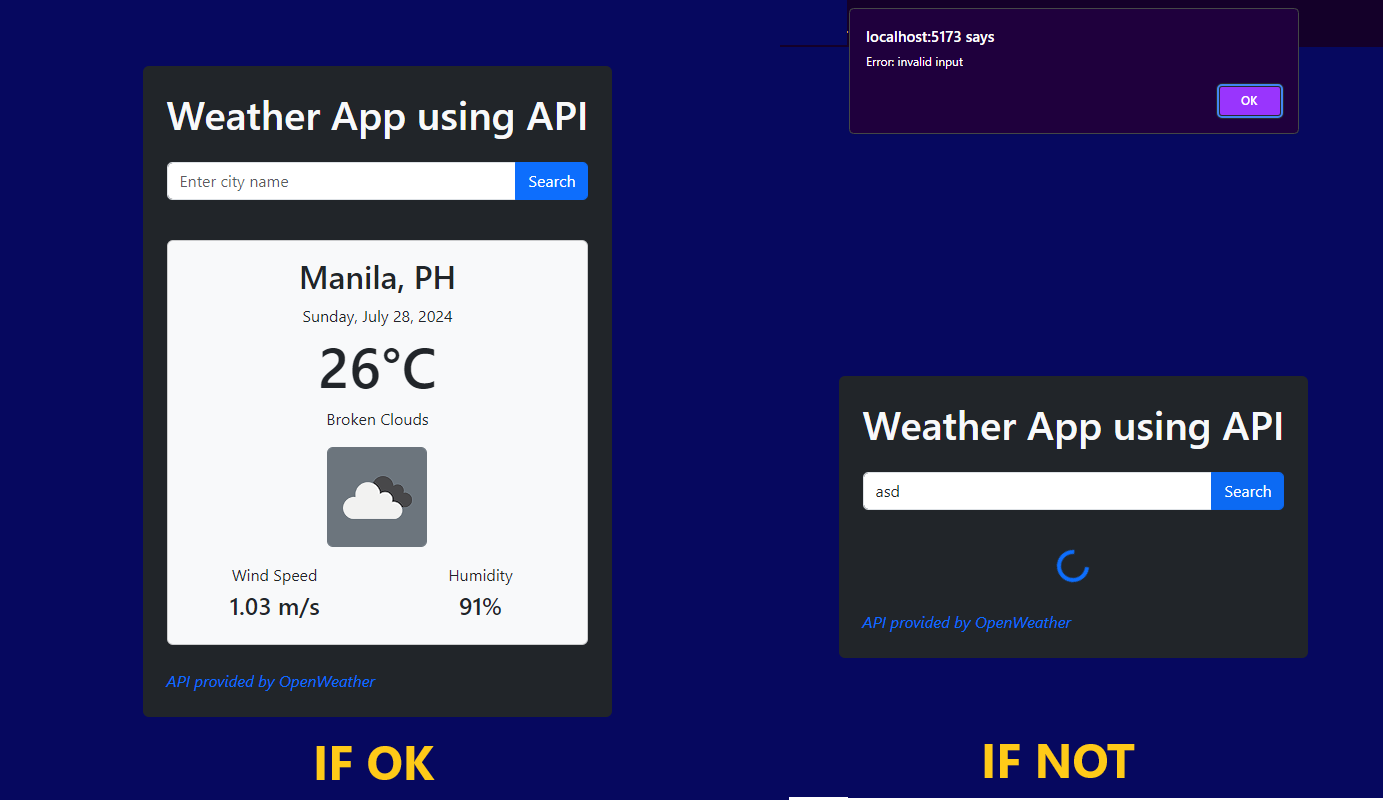 Weather App using API
Enter city name
Search
Manila, PH
Sunday, July 28, 2024
26°C
Broken Clouds
Wind Speed
Humidity
1.03 m/s
91%
API provided by OpenWeather
IF OK
localhost:5173 says
Error: invalid input
OK
Weather App using API
asd
Search
API provided by OpenWeather
IF NOT